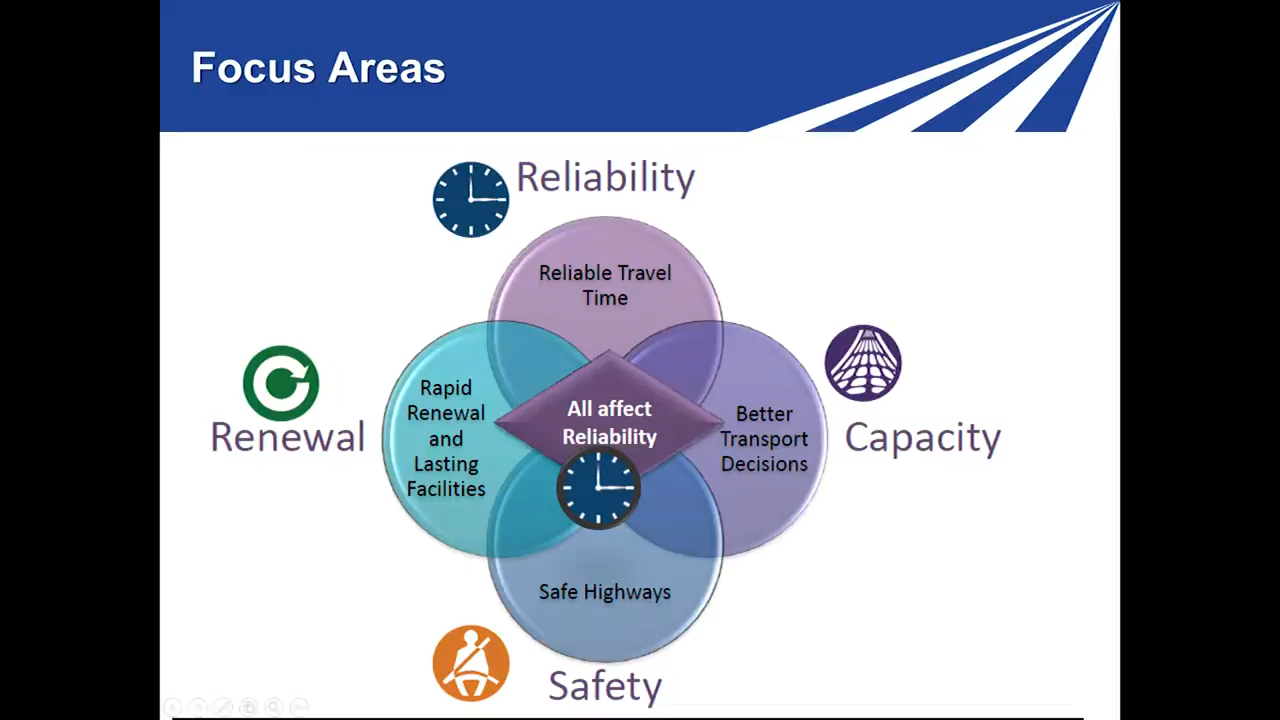 Focus Areas
Reliability
Reliable Travel
Time
Renewal
Rapid
Renewal
and
Lasting
Facilities
All affect
Reliability
Better
Transport
Decisions
Capacity
Safe Highways
Safety